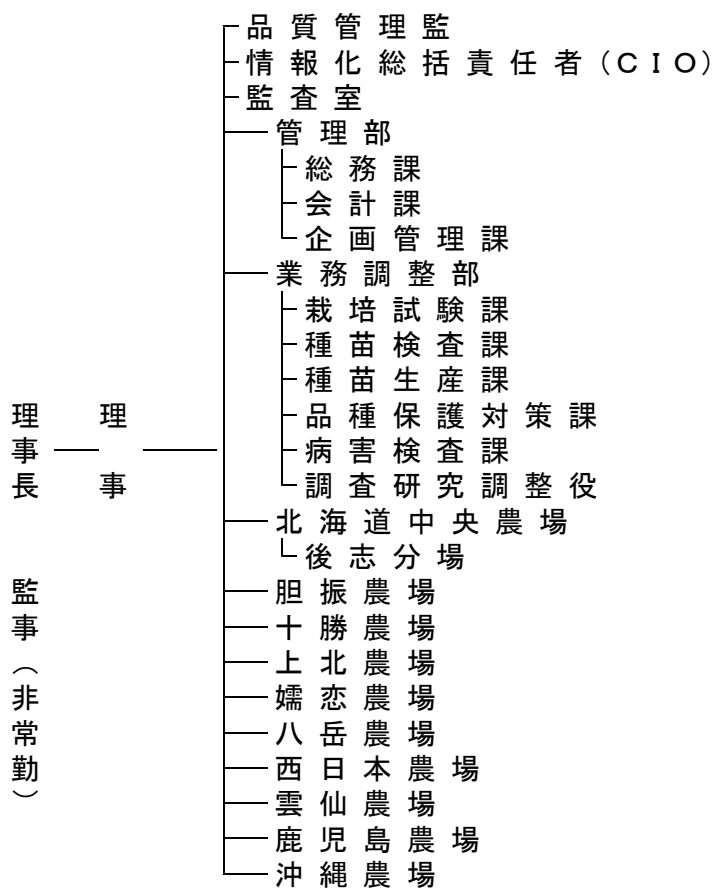 品質管理監
情報化総括責任者(CIO)
監査室
管理部
総務課
会計課
企画管理課
業務調整部
栽培試験課
種苗検査課
種苗生産課
品種保護対策課
病害検査課
調査研究調整役
理事長
理事
北海道中央農場
後志分場
監事(非常勤)
胆振農場
十勝農場
上北農場
嬬恋農場
八岳農場
西日本農場
雲仙農場
鹿児島農場
沖縄農場